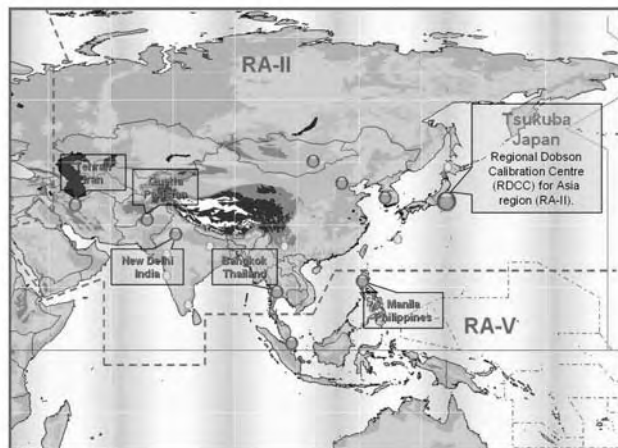 RA-II
Tsukuba
Japan
Regional Dobson
Calibration Centre
(RDCC) for Asia
region (RA-II).
Tehran
Iran
Quetta
Pakistan
New Delhi
India
Bangkok
Thailand
Manila
Philippines
RA-V